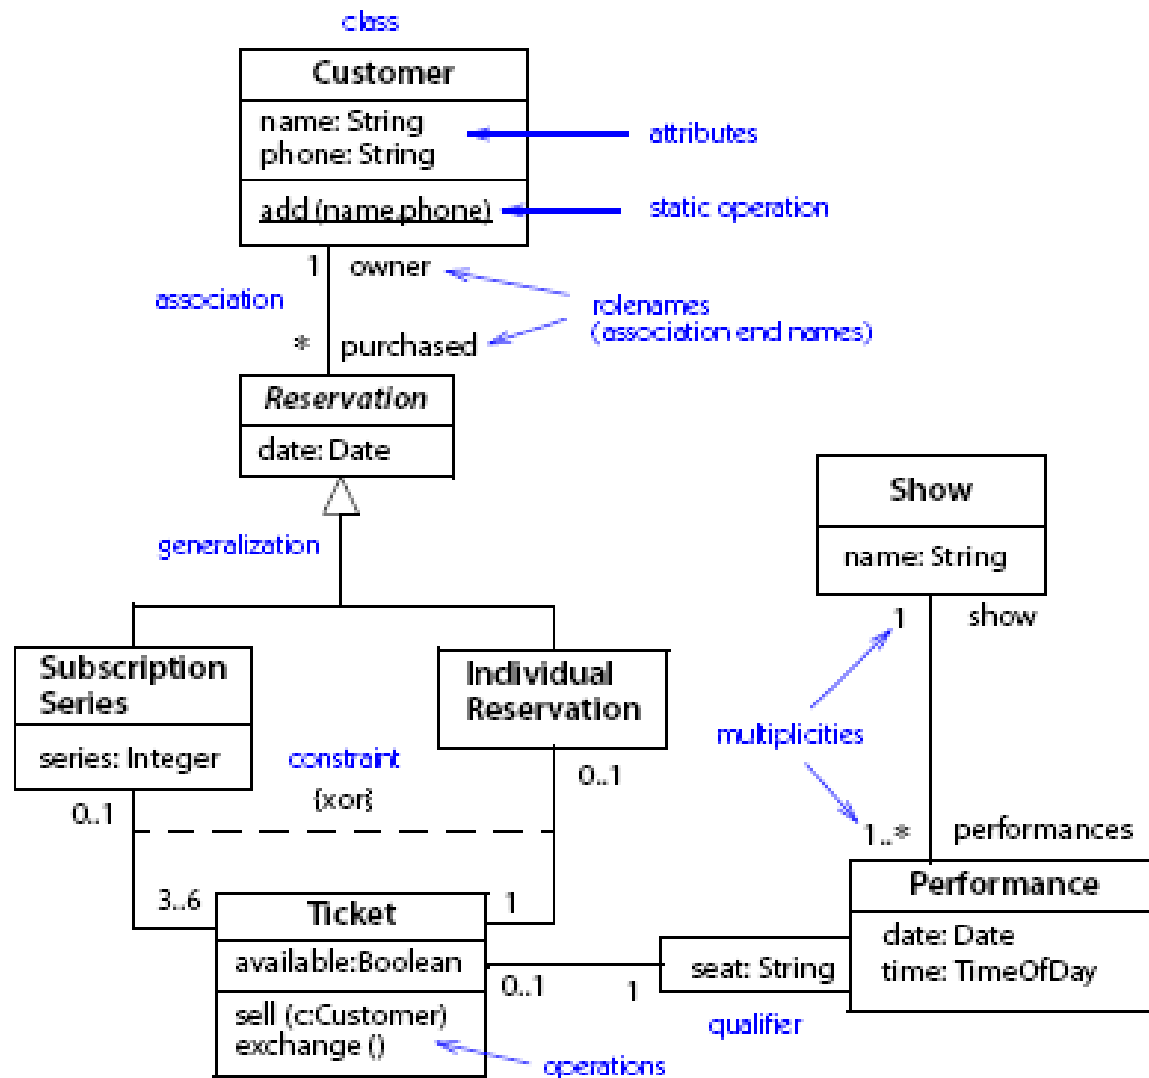 class
Customer
name: String
phone: String
attributes
add (name,phone)
static operation
1
owner
association
rolenames
(association end names)
*
purchased
Reservation
date: Date
Show
name: String
generalization
1
show
Subscription
Series
Individual
Reservation
series: Integer
constraint
multiplicities
0..1
{xor}
0..1
1..*
performances
3..6
Ticket
1
Performance
date: Date
time: TimeOfDay
available:Boolean
0..1
1
seat: String
sell (c:Customer)
exchange ()
qualifier
operations